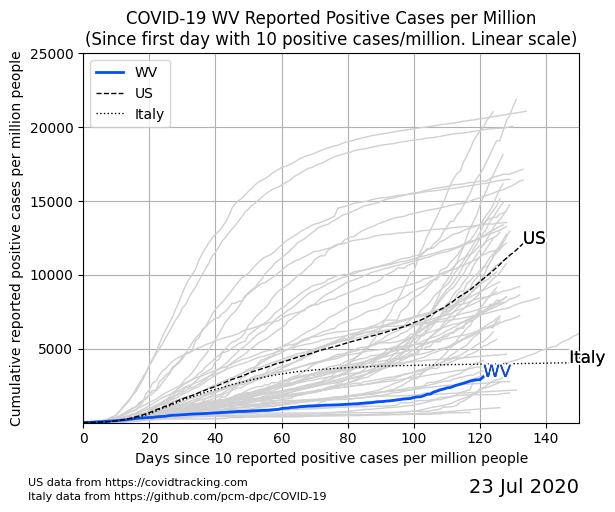 COVID-19 WV Reported Positive Cases per Million
(Since first day with 10 positive cases/million. Linear scale)
Cumulative reported positive cases per million people
25000
20000
15000
10000
5000
WV
US
Italy
US
Italy
WV
0
20
40
60
80
100
120
140
Days since 10 reported positive cases per million people
US data from https://covidtracking.com
Italy data from https://github.com/pcm-dpc/COVID-19
23 Jul 2020